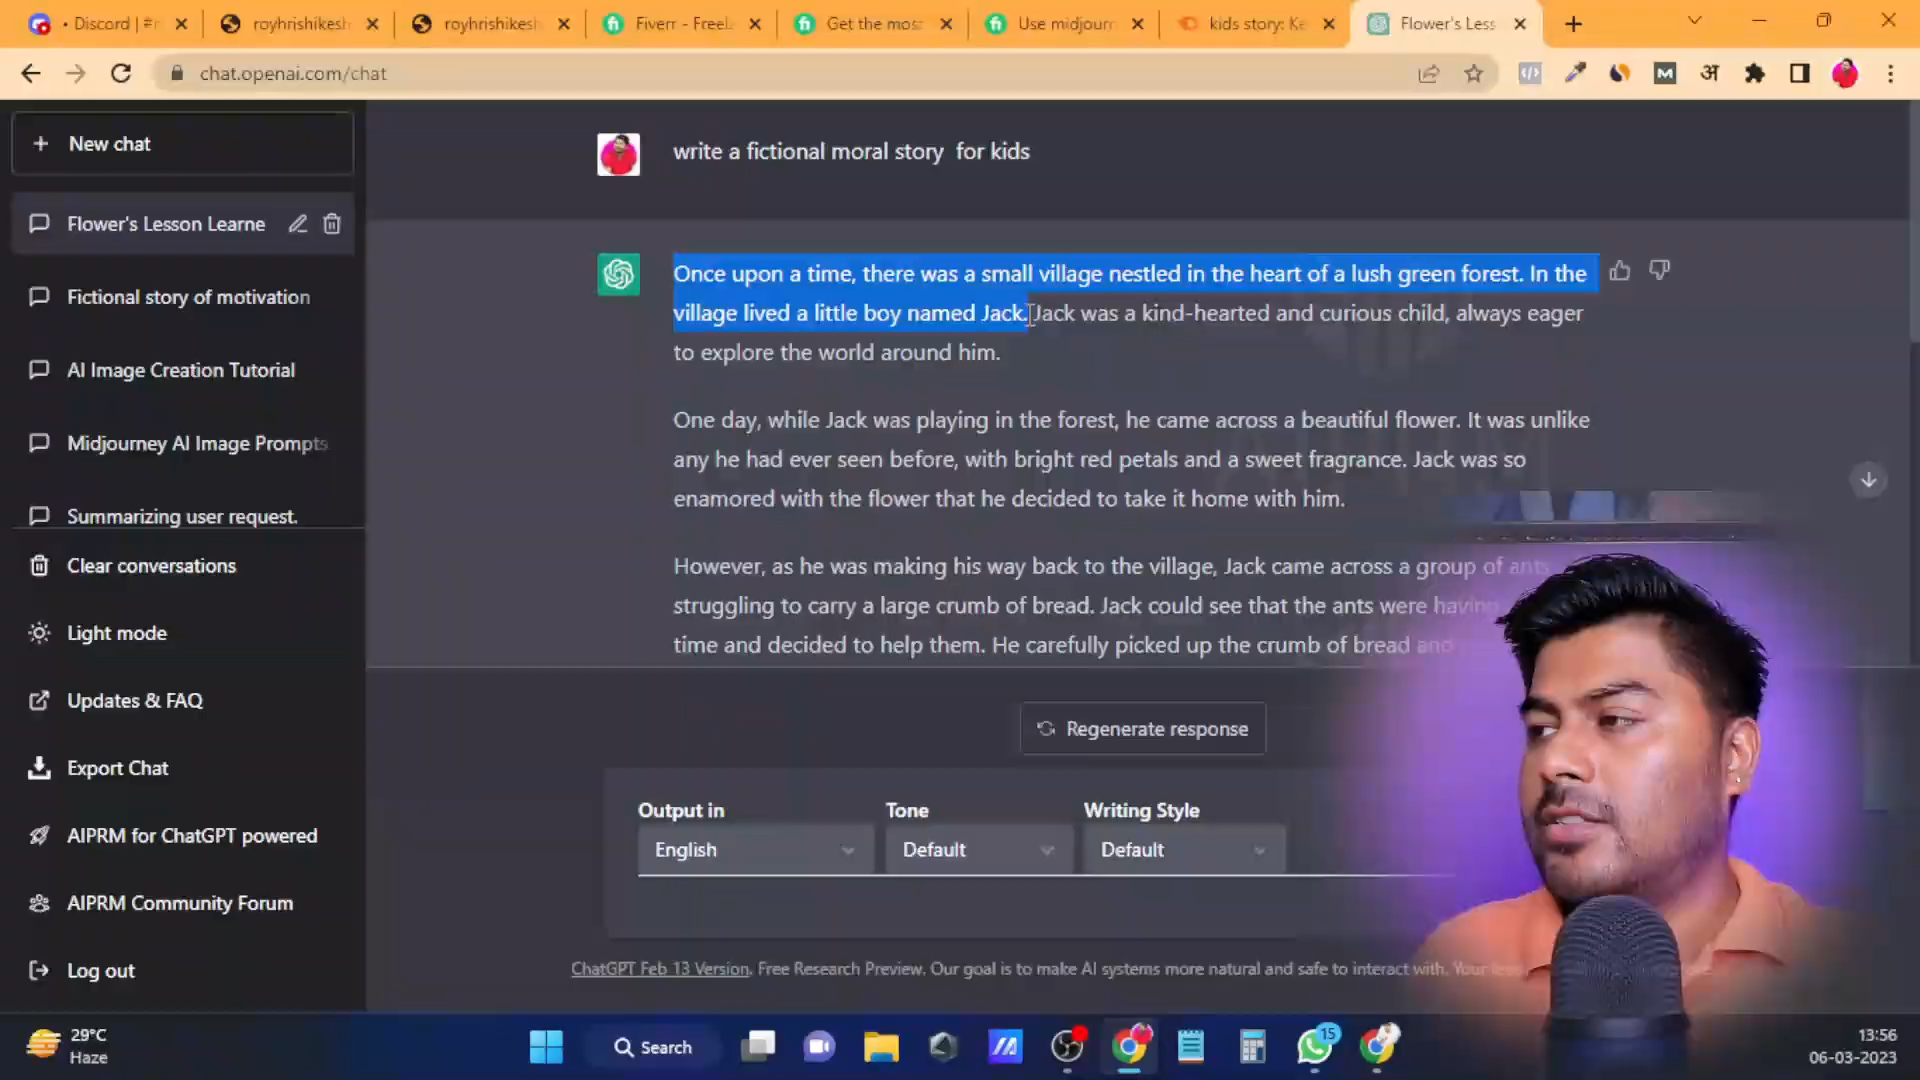 • Discord | #
royhrishikesh
royhrishikesh
Fiverr - Freel
Get the mos
Use midjourn
kids story: Ke
Flower's Less
chat.openai.com/chat
M
अ
New chat
Flower's Lesson Learne
Fictional story of motivation
AI Image Creation Tutorial
Midjourney AI Image Prompts
Summarizing user request.
Clear conversations
Light mode
Updates & FAQ
Export Chat
AIPRM for ChatGPT powered
AIPRM Community Forum
Log out
write a fictional moral story for kids
Once upon a time, there was a small village nestled in the heart of a lush green forest. In the
village lived a little boy named Jack. Jack was a kind-hearted and curious child, always eager
to explore the world around him.
One day, while Jack was playing in the forest, he came across a beautiful flower. It was unlike
any he had ever seen before, with bright red petals and a sweet fragrance. Jack was so
enamored with the flower that he decided to take it home with him.
However, as he was making his way back to the village, Jack came across a group of ants
struggling to carry a large crumb of bread. Jack could see that the ants were having
time and decided to help them. He carefully picked up the crumb of bread and
Regenerate response
Output in
Tone
Writing Style
English
Default
Default
ChatGPT Feb 13 Version. Free Research Preview. Our goal is to make AI systems more natural and safe to interact with. Your
29°C
Haze
Search
15
13:56
06-03-2023